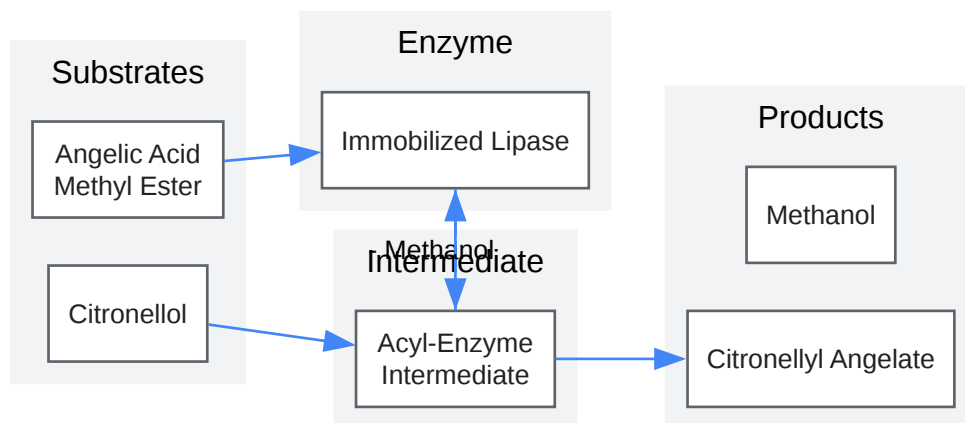 Substrates
Angelic Acid
Methyl Ester
Citronellol
Enzyme
Immobilized Lipase
- Methanol
Intermediate
Acyl-Enzyme
Intermediate
Products
Methanol
Citronellyl Angelate